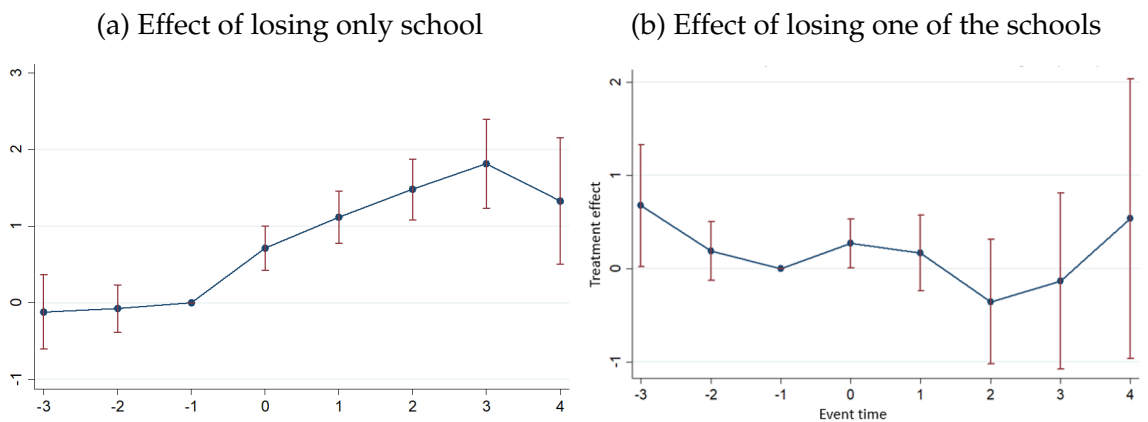 (a) Effect of losing only school
3
2
1
0
-1
-3 -2 -1 0 1 2 3 4
(b) Effect of losing one of the schools
2
1
0
-1
Treatment effect
-3 -2 -1 0 1 2 3 4
Event time